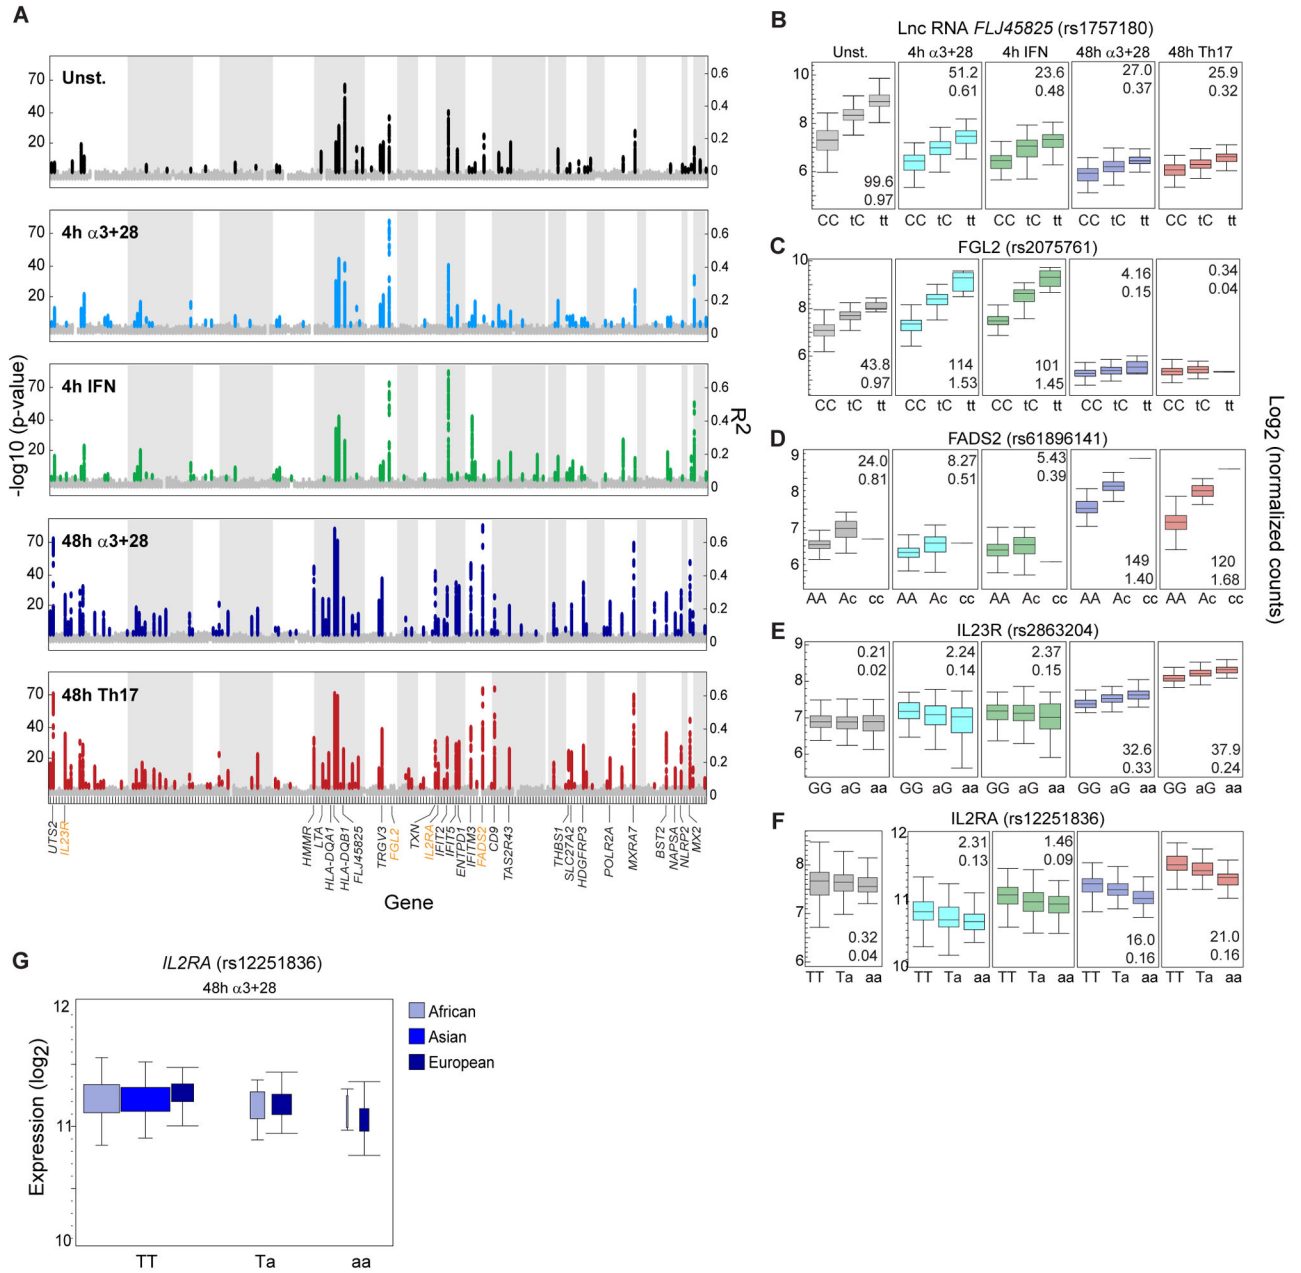 A
Unst.
70
40
20
0.6
0.4
0.2
0
4h α3+28
70
40
20
0.6
0.4
0.2
0
4h IFN
70
40
20
0.6
0.4
0.2
0
48h α3+28
70
40
20
0.6
0.4
0.2
0
48h Th17
70
40
20
0.6
0.4
0.2
0
-log10 (p-value)
R2
UTS2
IL23R
HMMR
LTA
HLA-DQA1
HLA-DQB1
FLJ45825
TRGV3
FGL2
TXN
IL2RA
IFIT2
IFIT5
ENTPD1
IFITM3
FADS2
CD9
TAS2R43
THBS1
SLC27A2
HDGFRP3
POLR2A
MXRA7
BST2
NAPSA
NLRP2
MX2
Gene
B
Lnc RNA FLJ45825 (rs1757180)
Unst. 4h α3+28 4h IFN 48h α3+28 48h Th17
10
8
6
99.6
0.97
51.2
0.61
23.6
0.48
27.0
0.37
25.9
0.32
CC tC tt CC tC tt CC tC tt CC tC tt CC tC tt
C
FGL2 (rs2075761)
10
8
6
43.8
0.97
114
1.53
101
1.45
4.16
0.15
0.34
0.04
CC tC tt CC tC tt CC tC tt CC tC tt CC tC tt
D
FADS2 (rs61896141)
9
8
7
6
24.0
0.81
8.27
0.51
5.43
0.39
149
1.40
120
1.68
AA Ac cc AA Ac cc AA Ac cc AA Ac cc AA Ac cc
E
IL23R (rs2863204)
9
8
7
6
0.21
0.02
2.24
0.14
2.37
0.15
32.6
0.33
37.9
0.24
GG aG aa GG aG aa GG aG aa GG aG aa GG aG aa
F
IL2RA (rs12251836)
8
7
6
12
11
10
0.32
0.04
2.31
0.13
1.46
0.09
16.0
0.16
21.0
0.16
TT Ta aa TT Ta aa TT Ta aa TT Ta aa TT Ta aa
Log2 (normalized counts)
G
IL2RA (rs12251836)
48h α3+28
12
11
10
Expression (log2)
TT Ta aa
African
Asian
European